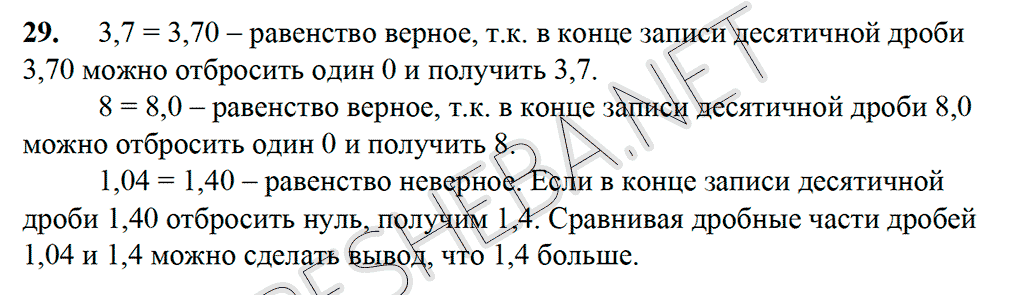 29. 3,7 = 3,70 – равенство верное, т.к. в конце записи десятичной дроби
3,70 можно отбросить один 0 и получить 3,7.
8 = 8,0 – равенство верное, т.к. в конце записи десятичной дроби 8,0
можно отбросить один 0 и получить 8.
1,04 = 1,40 – равенство неверное. Если в конце записи десятичной
дроби 1,40 отбросить нуль, получим 1,4. Сравнивая дробные части дробей
1,04 и 1,4 можно сделать вывод, что 1,4 больше.
RESHEBA.NET